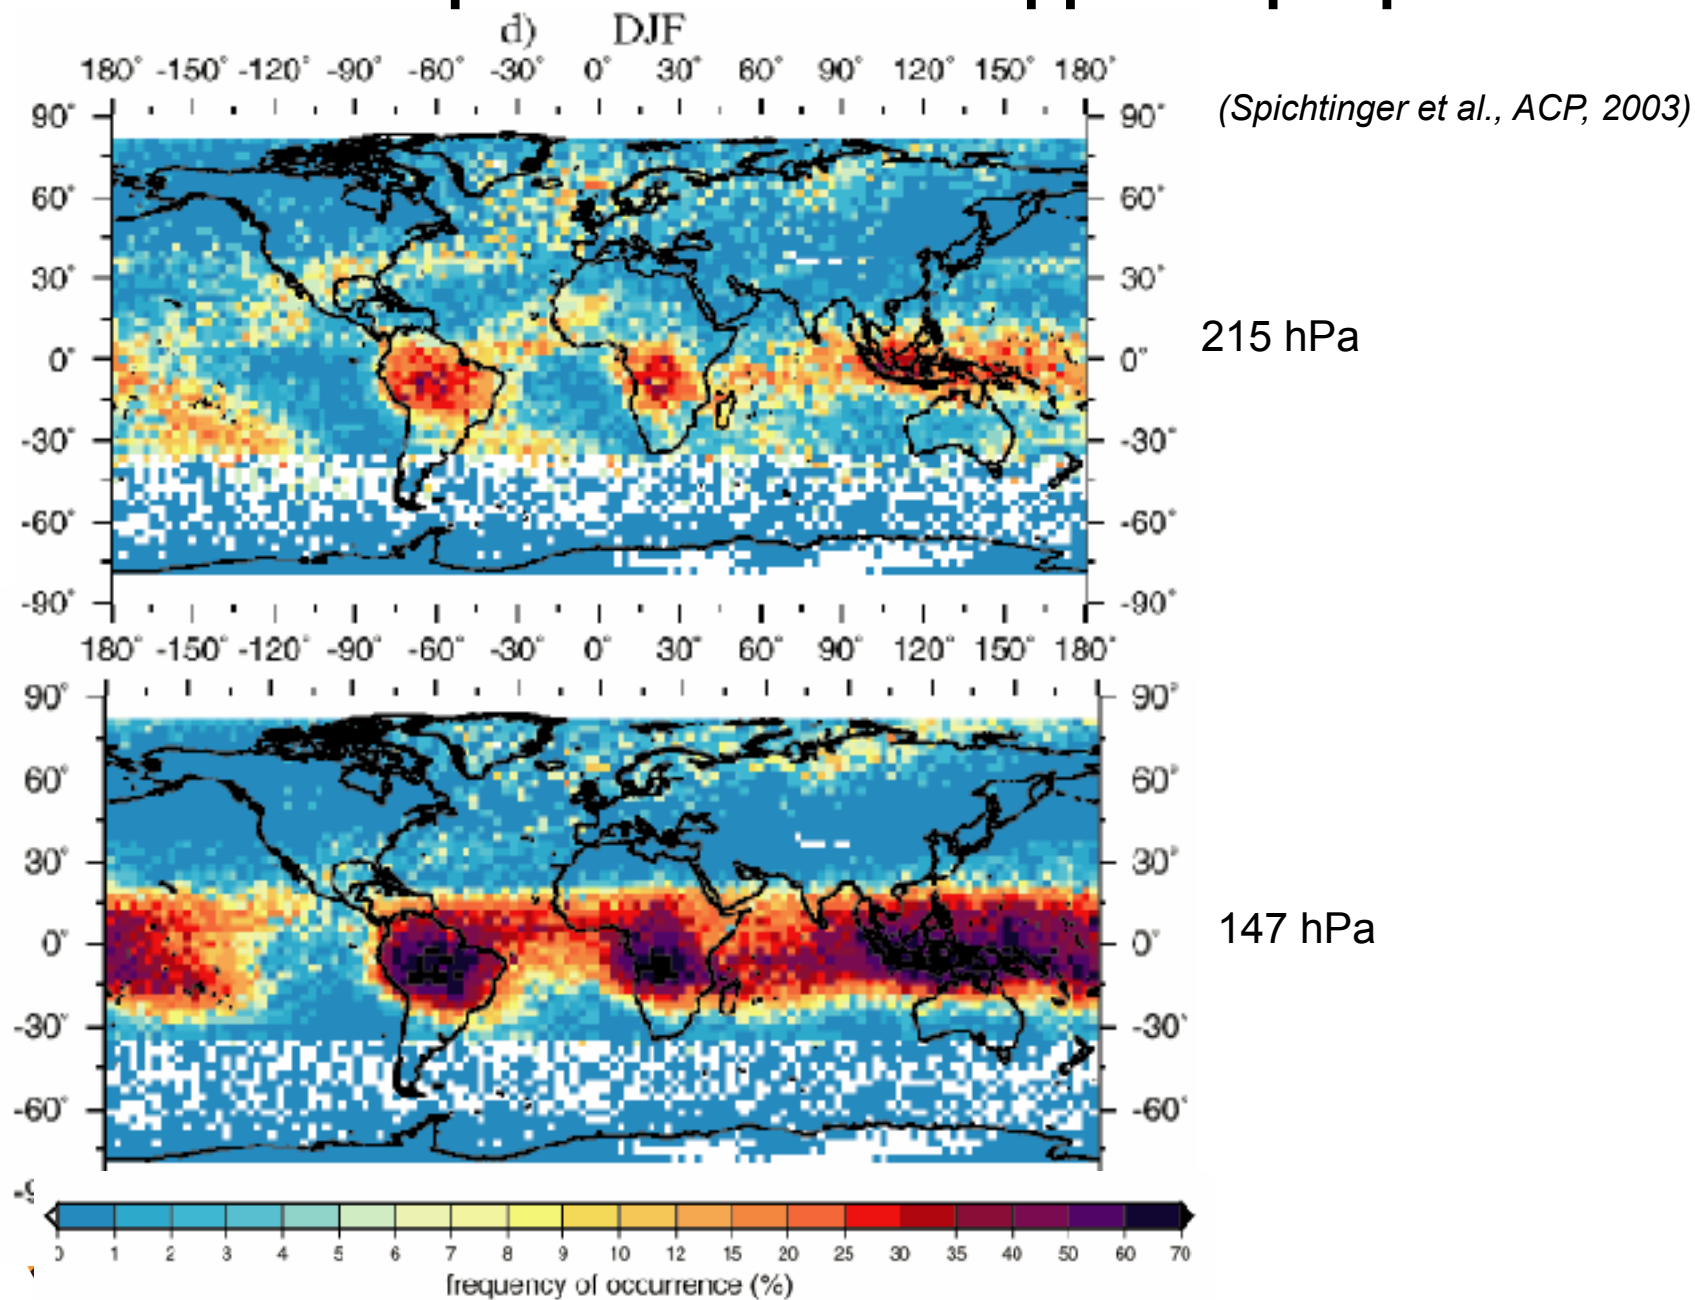 d) DJF
180° -150° -120° -90° -60° -30° 0° 30° 60° 90° 120° 150° 180°
(Spichtinger et al., ACP, 2003)
90° 90°
60° 60°
30° 30°
215 hPa
0° 0°
-30° -30°
-60° -60°
-90° -90°
180° -150° -120° -90° -60° -30° 0° 30° 60° 90° 120° 150° 180°
90° 90°
60° 60°
30° 30°
147 hPa
0° 0°
-30° -30°
-60° -60°
0 1 2 3 4 5 6 7 8 9 10 12 15 20 25 30 35 40 50 60 70
frequency of occurrence (%)